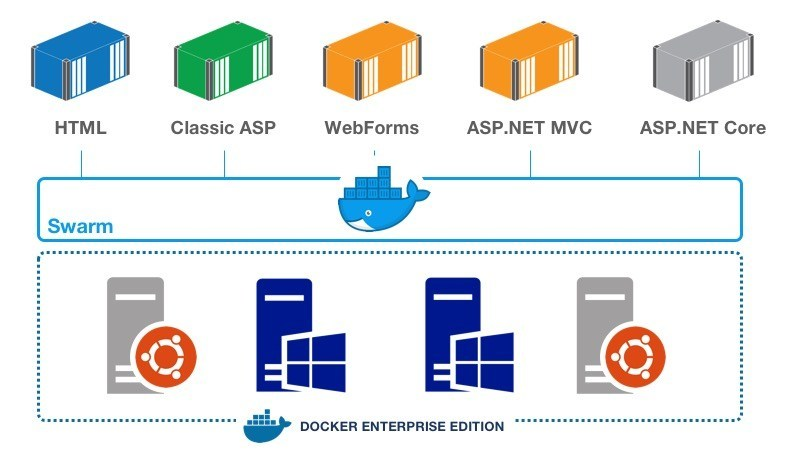 HTML
Classic ASP
WebForms
ASP.NET MVC
ASP.NET Core
Swarm
DOCKER ENTERPRISE EDITION